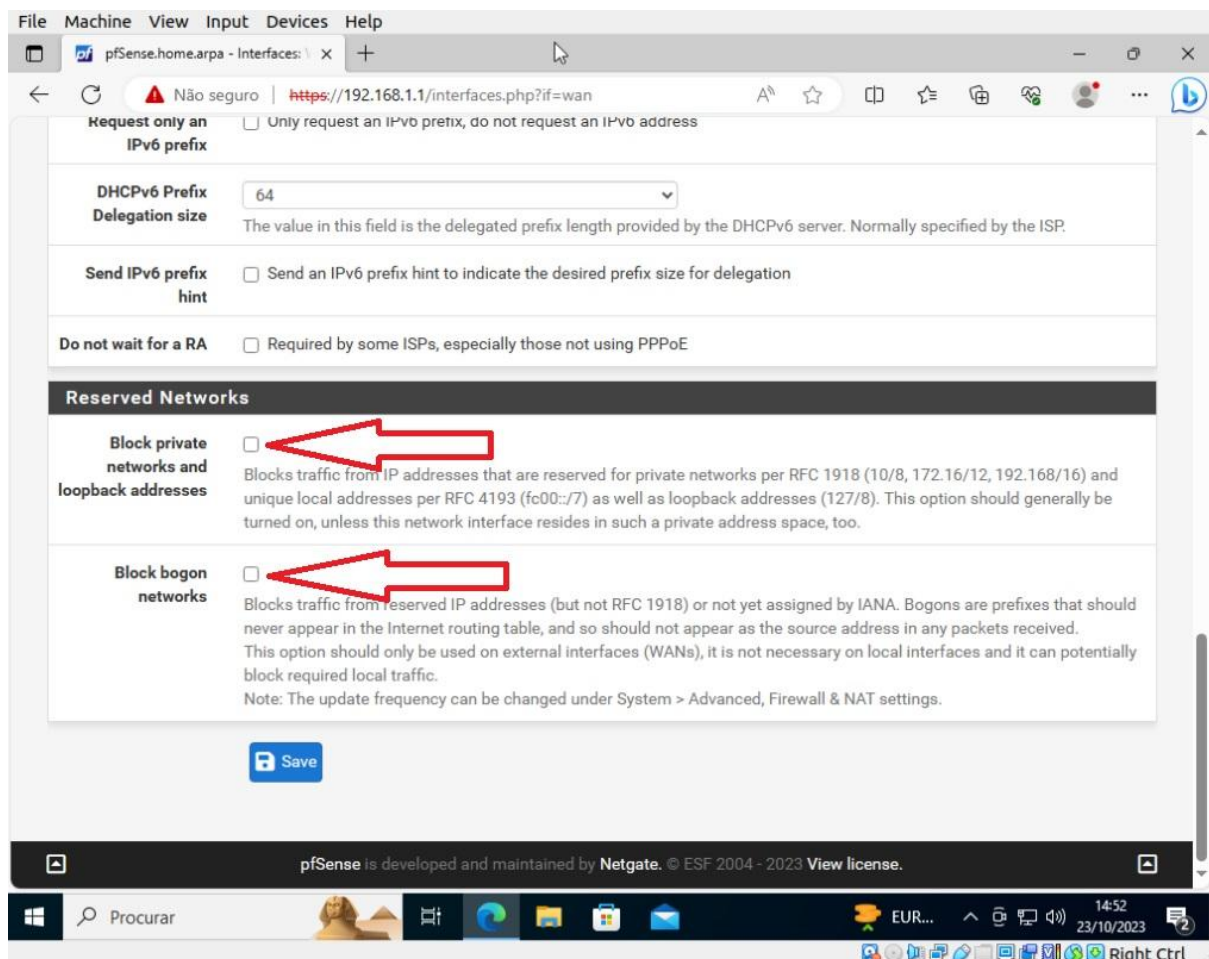 File Machine View Input Devices Help
pfSense.home.arpa - Interfaces:
Não seguro | https://192.168.1.1/interfaces.php?if=wan
Request only an IPv6 prefix
Only request an IPv6 prefix, do not request an IPv6 address
DHCPv6 Prefix
Delegation size
64
The value in this field is the delegated prefix length provided by the DHCPv6 server. Normally specified by the ISP.
Send IPv6 prefix
hint
Send an IPv6 prefix hint to indicate the desired prefix size for delegation
Do not wait for a RA
Required by some ISPs, especially those not using PPPoE
Reserved Networks
Block private
networks and
loopback addresses
Blocks traffic from IP addresses that are reserved for private networks per RFC 1918 (10/8, 172.16/12, 192.168/16) and
unique local addresses per RFC 4193 (fc00::/7) as well as loopback addresses (127/8). This option should generally be
turned on, unless this network interface resides in such a private address space, too.
Block bogon
networks
Blocks traffic from reserved IP addresses (but not RFC 1918) or not yet assigned by IANA. Bogons are prefixes that should
never appear in the Internet routing table, and so should not appear as the source address in any packets received.
This option should only be used on external interfaces (WANs), it is not necessary on local interfaces and it can potentially
block required local traffic.
Note: The update frequency can be changed under System > Advanced, Firewall & NAT settings.
Save
pfSense is developed and maintained by Netgate. © ESF 2004 - 2023 View license.
Procurar
EUR...
14:52
23/10/2023
2
Right Ctrl